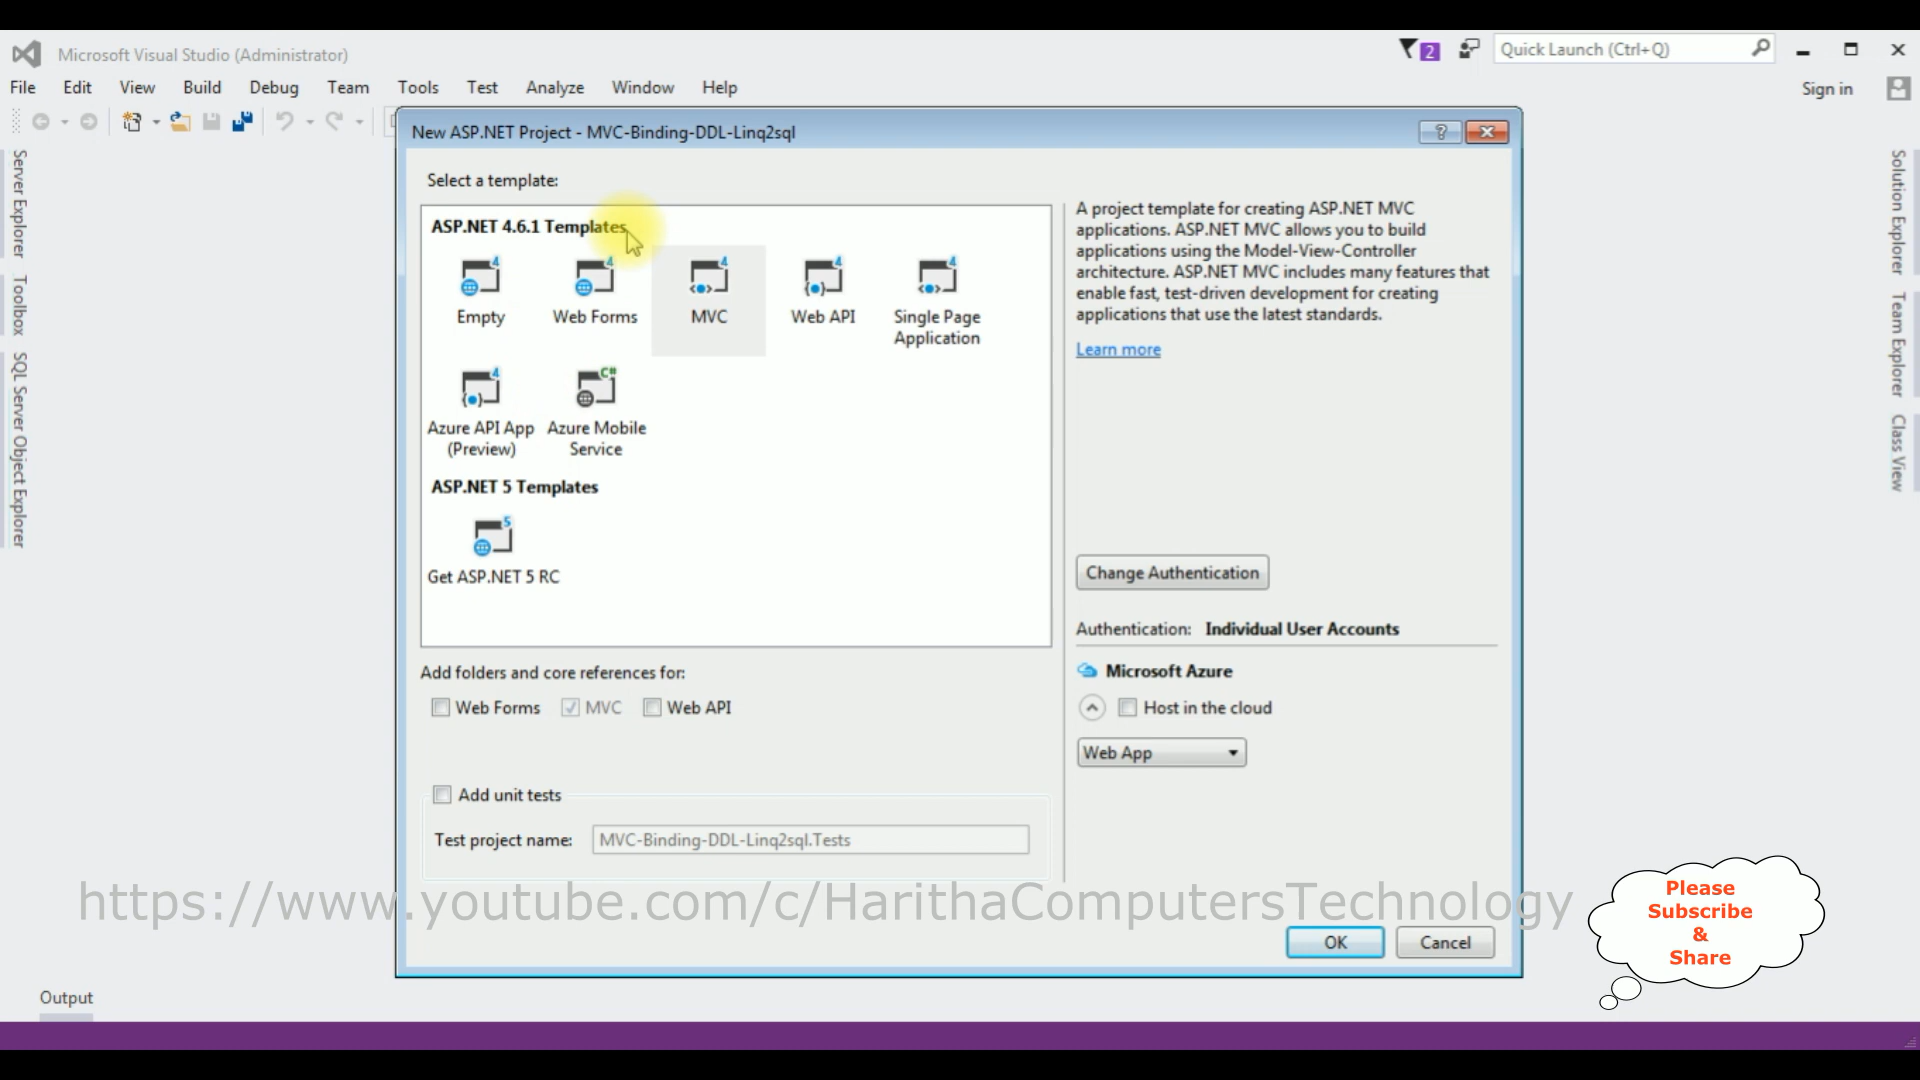 Microsoft Visual Studio (Administrator)
2
Quick Launch (Ctrl+Q)
File Edit View Build Debug Team Tools Test Analyze Window Help
Sign in
Server Explorer
Toolbox
SQL Server Object Explorer
New ASP.NET Project - MVC-Binding-DDL-Linq2sql
?
Select a template:
ASP.NET 4.6.1 Templates
Empty
Web Forms
MVC
Web API
Single Page
Application
Azure API App
(Preview)
Azure Mobile
Service
ASP.NET 5 Templates
Get ASP.NET 5 RC
Add folders and core references for:
Web Forms MVC Web API
Add unit tests
Test project name: MVC-Binding-DDL-Linq2sql.Tests
A project template for creating ASP.NET MVC
applications. ASP.NET MVC allows you to build
applications using the Model-View-Controller
architecture. ASP.NET MVC includes many features that
enable fast, test-driven development for creating
applications that use the latest standards.
Learn more
Change Authentication
Authentication: Individual User Accounts
Microsoft Azure
Host in the cloud
Web App
OK Cancel
Solution Explorer
Team Explorer
Class View
https://www.youtube.com/c/HarithaComputersTechnology
Please
Subscribe
&
Share
Output